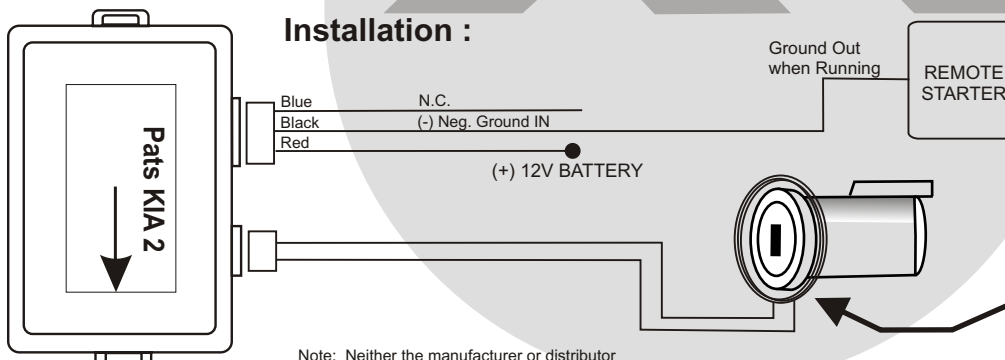 Installation :
Ground Out
when Running
REMOTE
STARTER
Blue
N.C.
Black
(-) Neg. Ground IN
Red
(+) 12V BATTERY
Pats KIA 2
Note: Neither the manufacturer or distributor